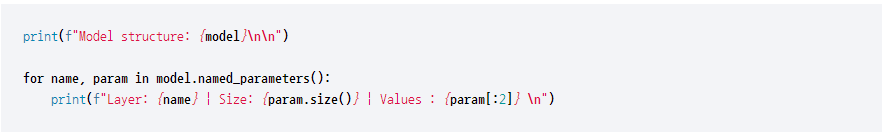 print(f"Model structure: {model}\n\n")
for name, param in model.named_parameters():
    print(f"Layer: {name} | Size: {param.size()} | Values : {param[:2]} \n")